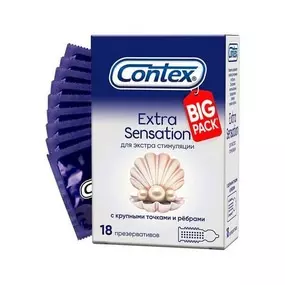 Contex
BIG
PACK
Extra
Sensation
для экстра стимуляции
с крупными точками и рёбрами
18 презервативов